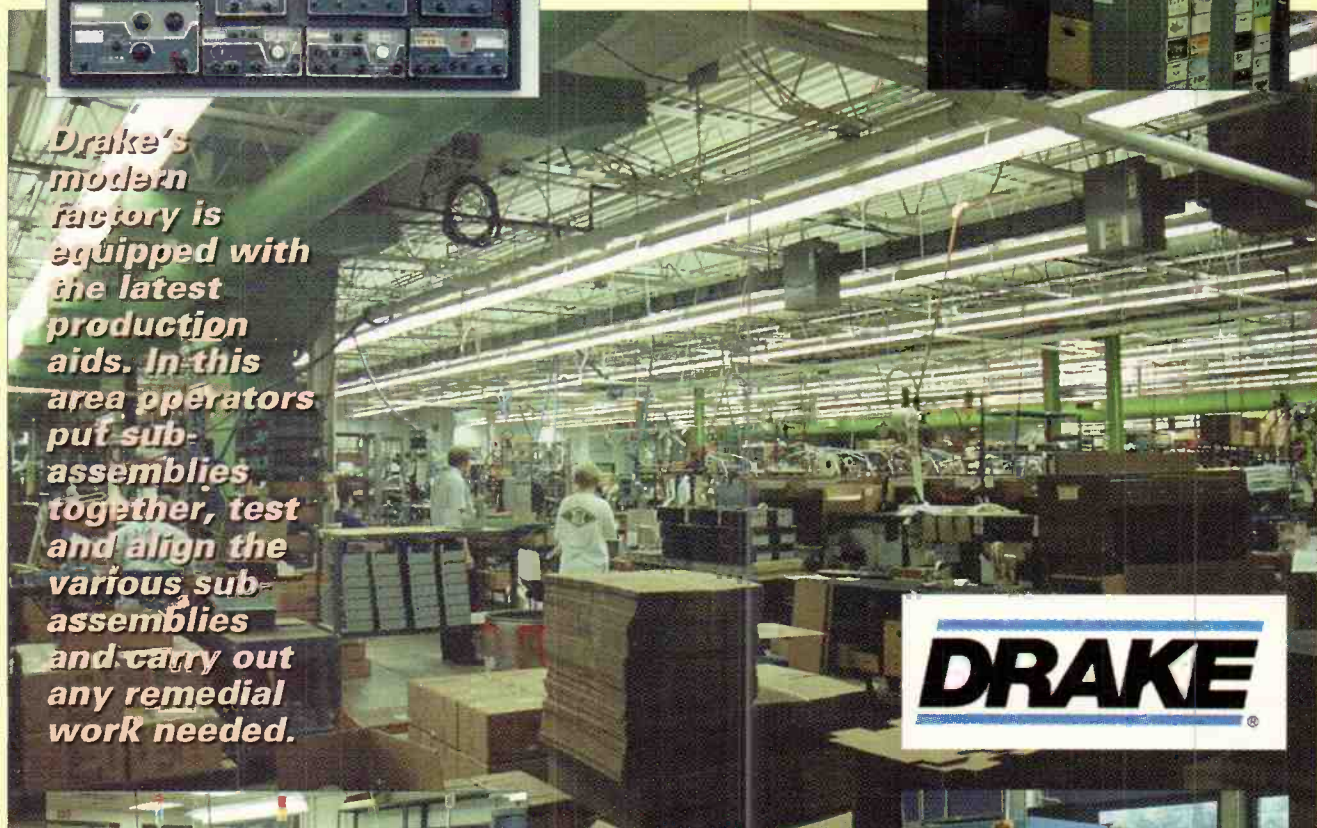 Drake's
modern
factory is
equipped with
the latest
production
aids. In this
area operators
put sub-
assemblies
together, test
and align the
various sub-
assemblies
and carry out
any remedial
work needed.
DRAKE®